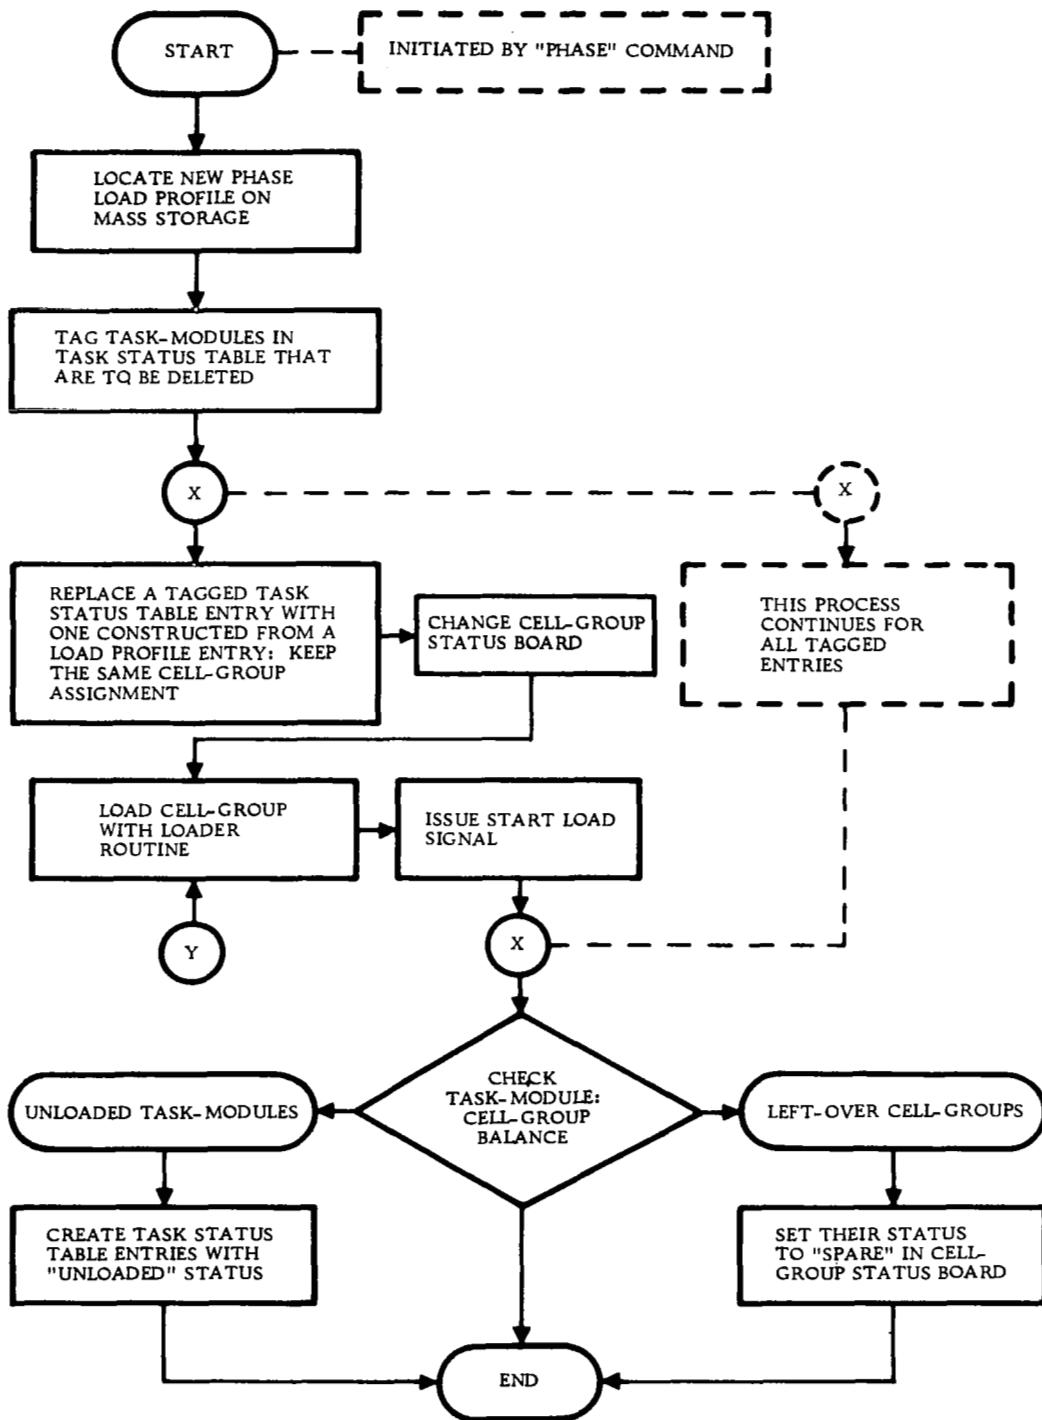 START
INITIATED BY "PHASE" COMMAND
LOCATE NEW PHASE
LOAD PROFILE ON
MASS STORAGE
TAG TASK-MODULES IN
TASK STATUS TABLE THAT
ARE TO BE DELETED
X
X
REPLACE A TAGGED TASK
STATUS TABLE ENTRY WITH
ONE CONSTRUCTED FROM A
LOAD PROFILE ENTRY: KEEP
THE SAME CELL-GROUP
ASSIGNMENT
CHANGE CELL-GROUP
STATUS BOARD
THIS PROCESS
CONTINUES FOR
ALL TAGGED
ENTRIES
LOAD CELL-GROUP
WITH LOADER
ROUTINE
ISSUE START LOAD
SIGNAL
Y
X
CHECK
TASK-MODULE:
CELL-GROUP
BALANCE
UNLOADED TASK-MODULES
LEFT-OVER CELL-GROUPS
CREATE TASK STATUS
TABLE ENTRIES WITH
"UNLOADED" STATUS
SET THEIR STATUS
TO "SPARE" IN CELL-
GROUP STATUS BOARD
END